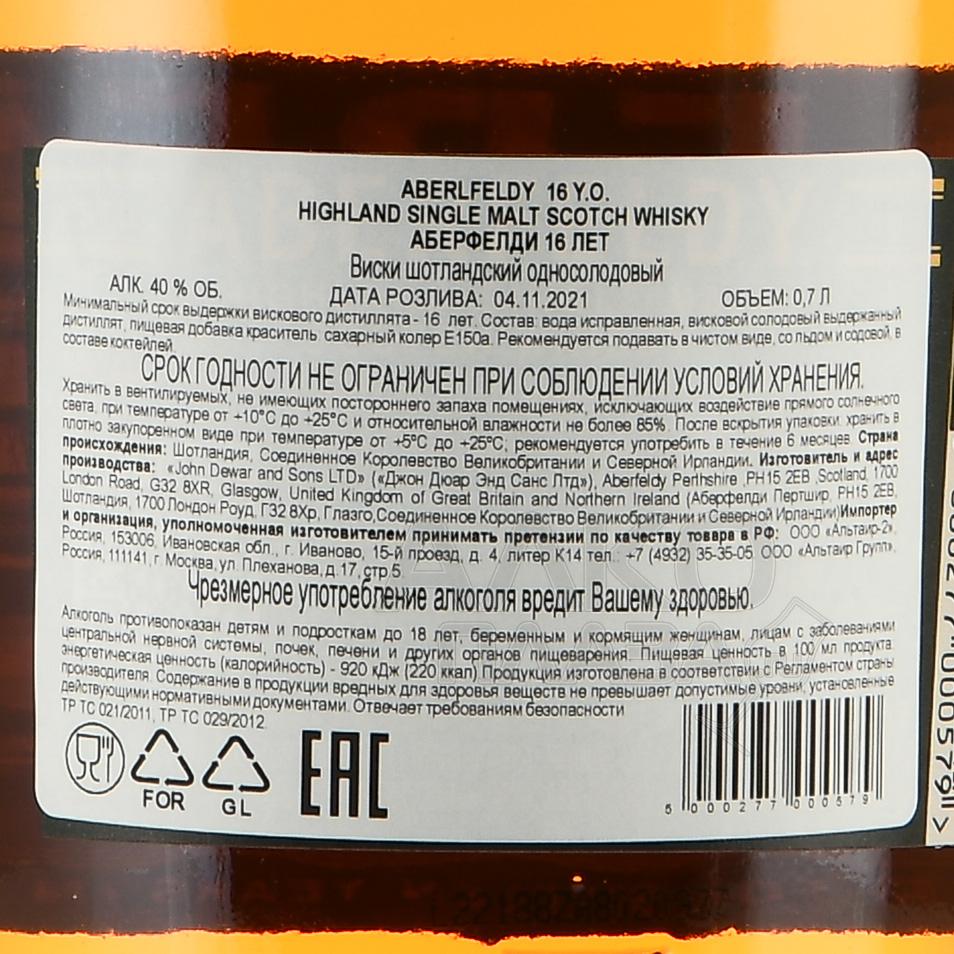 ABERLFELDY 16 Y.O.
HIGHLAND SINGLE MALT SCOTCH WHISKY
АБЕРФЕЛДИ 16 ЛЕТ
Виски шотландский односолодовый
АЛК. 40 % ОБ. ДАТА РОЗЛИВА: 04.11.2021 ОБЪЕМ: 0,7 Л
Минимальный срок выдержки вискового дистиллята - 16 лет. Состав: вода исправленная, висковой солодовый выдержанный
дистиллят, пищевая добавка краситель сахарный колер Е150а. Рекомендуется подавать в чистом виде, со льдом и содовой, в
составе коктейлей.
СРОК ГОДНОСТИ НЕ ОГРАНИЧЕН ПРИ СОБЛЮДЕНИИ УСЛОВИЙ ХРАНЕНИЯ.
Хранить в вентилируемых, не имеющих постороннего запаха помещениях, исключающих воздействие прямого солнечного
света, при температуре от +10°С до +25°С и относительной влажности не более 85%. После вскрытия упаковки: хранить в
плотно закупоренном виде при температуре от +5°С до +25°С; рекомендуется употребить в течение 6 месяцев. Страна
происхождения: Шотландия, Соединенное Королевство Великобритании и Северной Ирландии. Изготовитель и адрес
производства: «John Dewar and Sons LTD» («Джон Дюар Энд Санс Лтд»), Aberfeldy Perthshire ,PH15 2EB ,Scotland, 1700
London Road, G32 8XR, Glasgow, United Kingdom of Great Britain and Northern Ireland (Аберфелди Пертшир, PH15 2EB,
Шотландия, 1700 Лондон Роуд, Г32 8Хр, Глазго,Соединенное Королевство Великобритании и Северной Ирландии)Импортер
и организация, уполномоченная изготовителем принимать претензии по качеству товара в РФ: ООО «Альтаир-2»,
Россия, 153006, Ивановская обл., г. Иваново, 15-й проезд, д. 4, литер К14 тел.: +7 (4932) 35-35-05. ООО «Альтаир Групп»,
Россия, 111141, г. Москва, ул. Плеханова, д.17, стр.5.
Чрезмерное употребление алкоголя вредит Вашему здоровью.
Алкоголь противопоказан детям и подросткам до 18 лет, беременным и кормящим женщинам, лицам с заболеваниями
центральной нервной системы, почек, печени и других органов пищеварения. Пищевая ценность в 100 мл продукта:
энергетическая ценность (калорийность) - 920 кДж (220 ккал) Продукция изготовлена в соответствии с Регламентом страны
производителя. Содержание в продукции вредных для здоровья веществ не превышает допустимые уровни, установленные
действующими нормативными документами. Отвечает требованиям безопасности
ТР ТС 021/2011, ТР ТС 029/2012.
FOR GL EAC
5 000277 000579